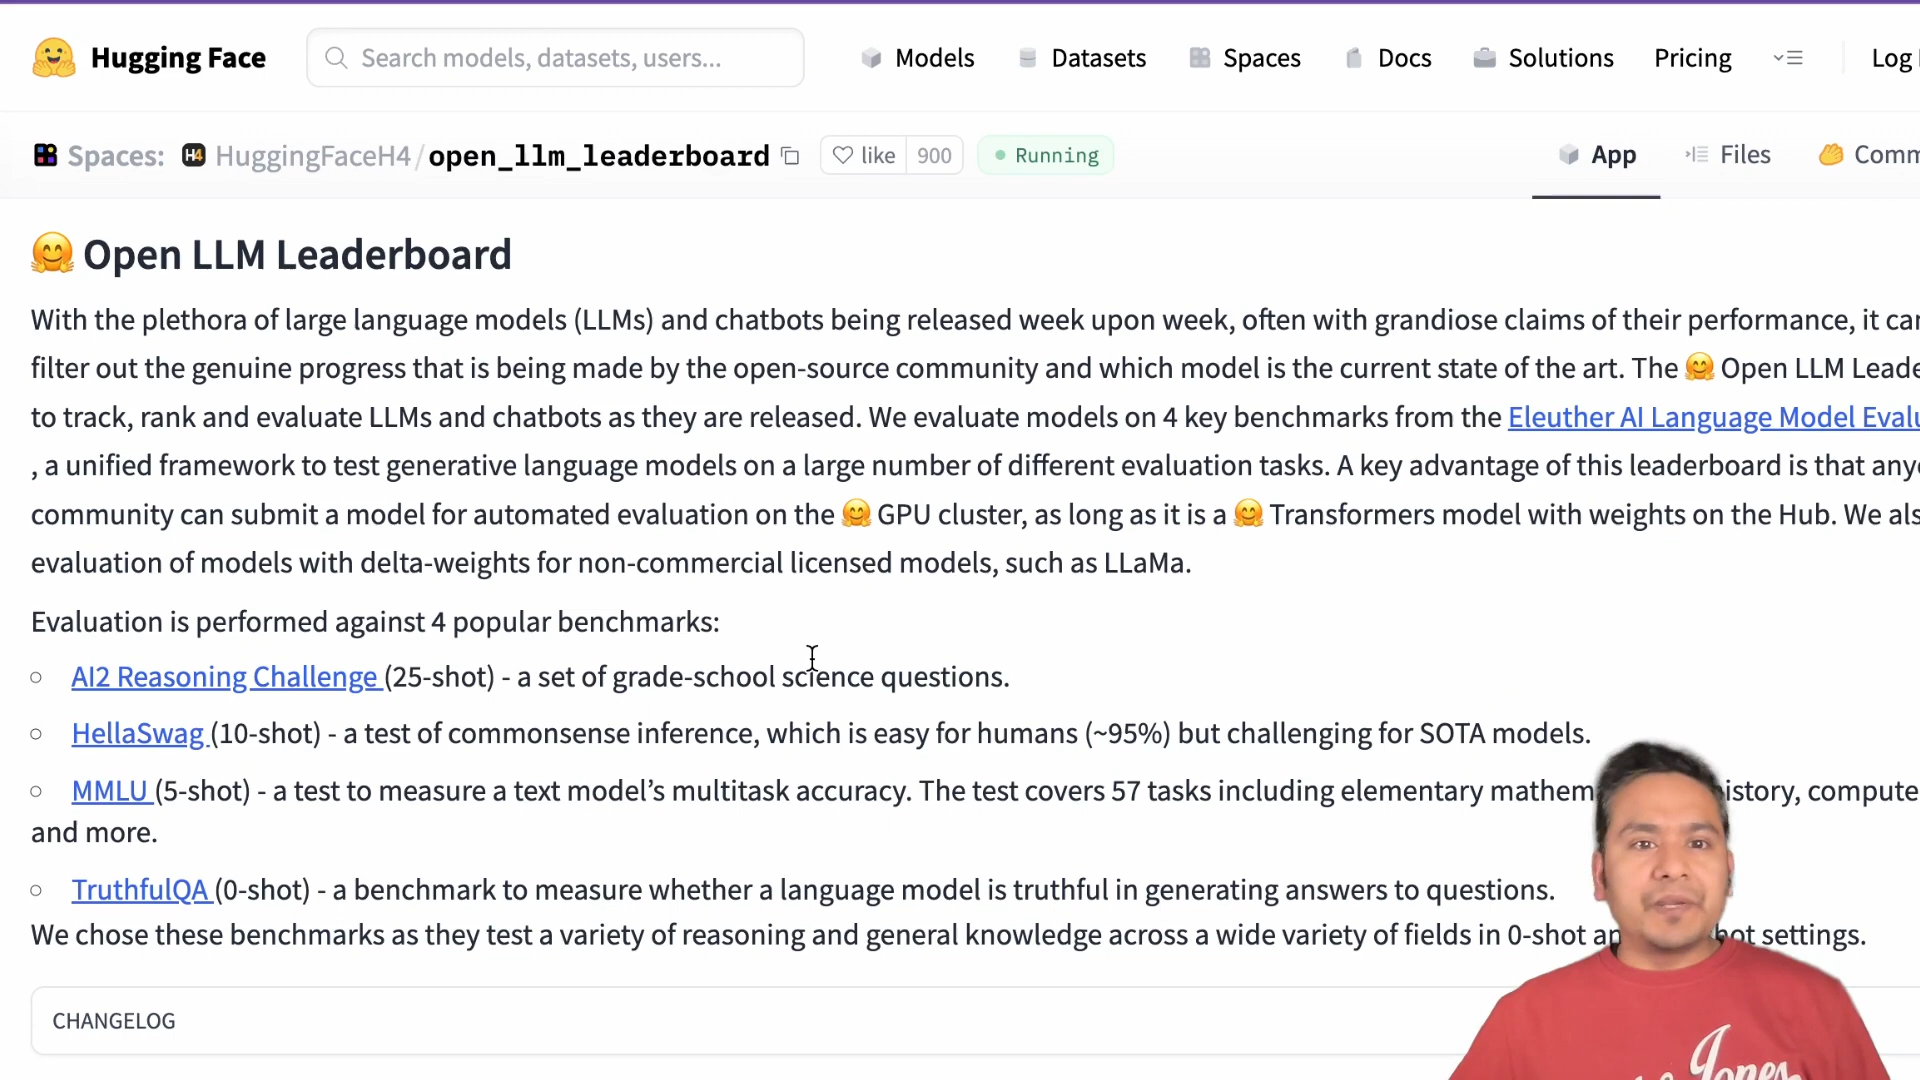 Hugging Face
Search models, datasets, users...
Models
Datasets
Spaces
Docs
Solutions
Pricing
Log
Spaces: H4 HuggingFaceH4/open_llm_leaderboard
like 900
Running
App
Files
🤗 Open LLM Leaderboard
With the plethora of large language models (LLMs) and chatbots being released week upon week, often with grandiose claims of their performance, it
filter out the genuine progress that is being made by the open-source community and which model is the current state of the art. The 🤗 Open LLM
to track, rank and evaluate LLMs and chatbots as they are released. We evaluate models on 4 key benchmarks from the Eleuther AI Language Model
, a unified framework to test generative language models on a large number of different evaluation tasks. A key advantage of this leaderboard is that
community can submit a model for automated evaluation on the 🤗 GPU cluster, as long as it is a 🤗 Transformers model with weights on the Hub. We
evaluation of models with delta-weights for non-commercial licensed models, such as LLaMa.
Evaluation is performed against 4 popular benchmarks:
AI2 Reasoning Challenge (25-shot) - a set of grade-school science questions.
HellaSwag (10-shot) - a test of commonsense inference, which is easy for humans (~95%) but challenging for SOTA models.
MMLU (5-shot) - a test to measure a text model’s multitask accuracy. The test covers 57 tasks including elementary
and more.
TruthfulQA (0-shot) - a benchmark to measure whether a language model is truthful in generating answers to questions.
We chose these benchmarks as they test a variety of reasoning and general knowledge across a wide variety of fields in 0-shot settings.
CHANGELOG
Jones